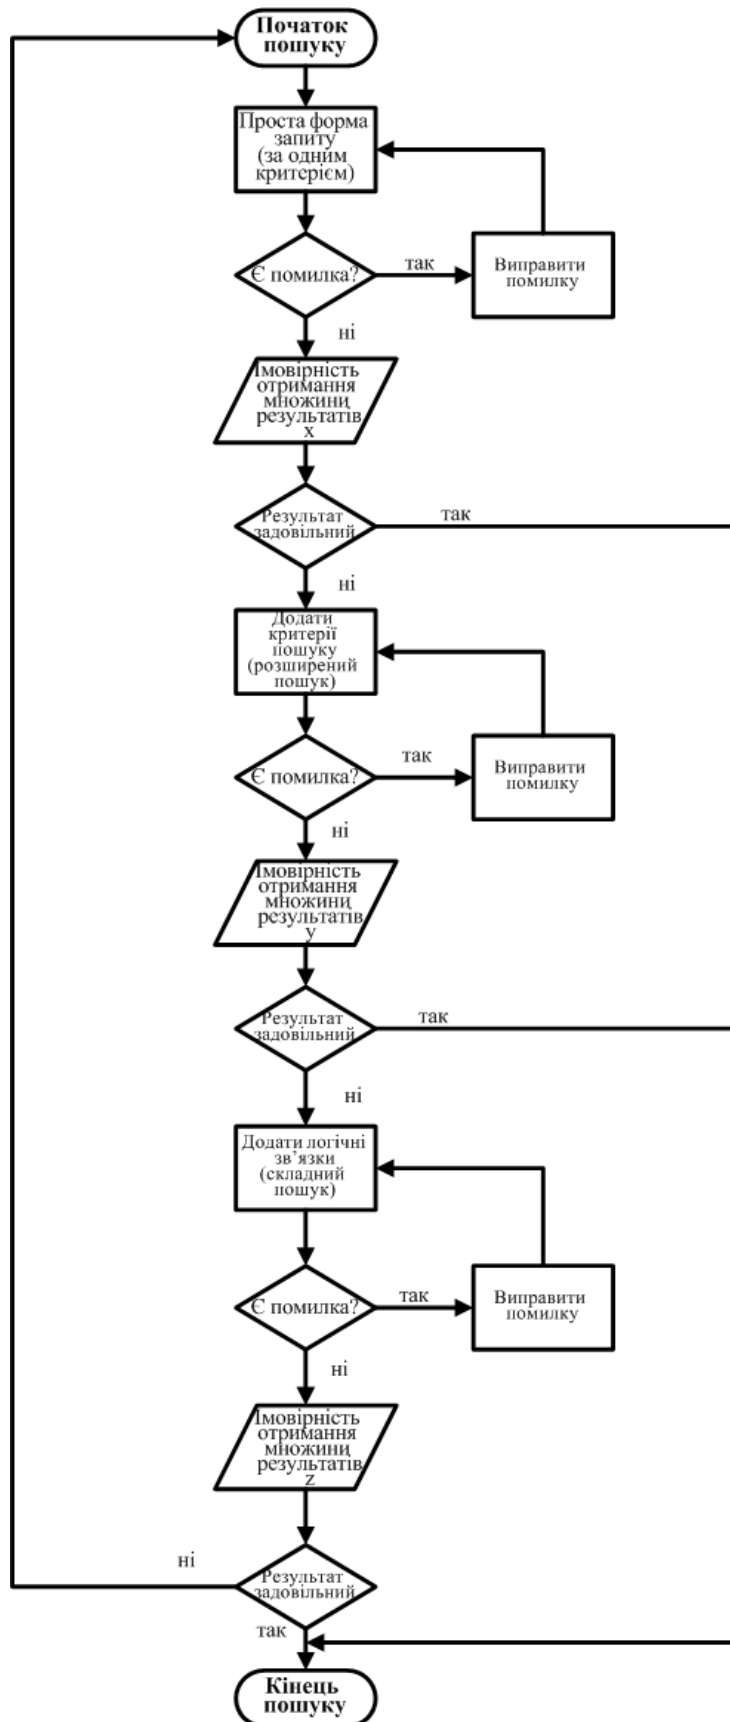 Початок
пошуку
Проста форма
запиту
(за одним
критерієм)
Є помилка?
так
Виправити
помилку
ні
Імовірність
отримання
множини
результатів
x
Результат
задовільний
так
ні
Додати
критерії
пошуку
(розширений
пошук)
Є помилка?
так
Виправити
помилку
ні
Імовірність
отримання
множини
результатів
y
Результат
задовільний
так
ні
Додати логічні
зв’язки
(складний
пошук)
Є помилка?
так
Виправити
помилку
ні
Імовірність
отримання
множини
результатів
z
ні
Результат
задовільний
так
Кінець
пошуку